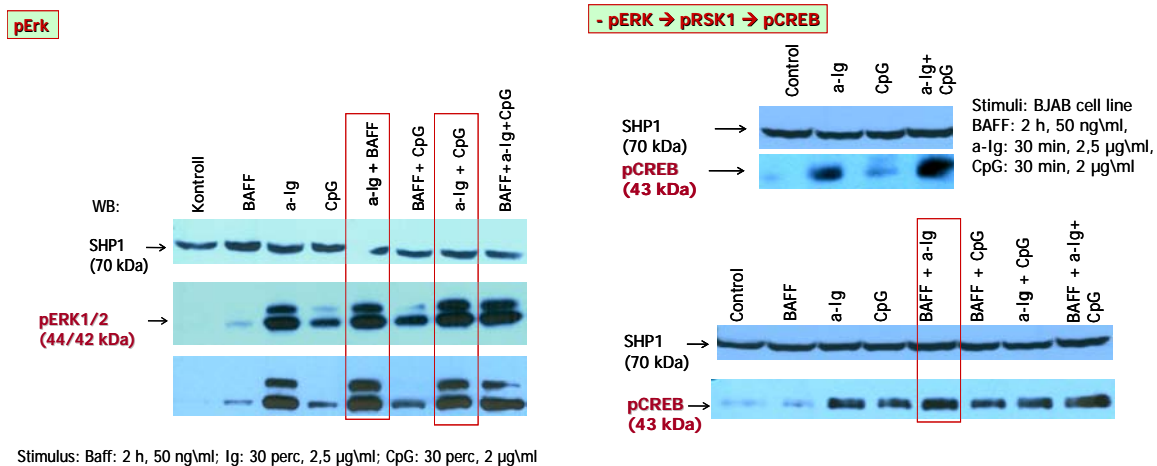 pErk
Kontroll
BAFF
a-Ig
CpG
a-Ig + BAFF
BAFF + CpG
a-Ig + CpG
BAFF + a-Ig+CpG
WB:
SHP1
(70 kDa)
pERK1/2
(44/42 kDa)
Stimulus: Baff: 2 h, 50 ng\ml; Ig: 30 perc, 2,5 µg\ml; CpG: 30 perc, 2 µg\ml
- pERK → pRSK1 → pCREB
Control
a-Ig
CpG
a-Ig+
CpG
SHP1
(70 kDa)
pCREB
(43 kDa)
Stimuli: BJAB cell line
BAFF: 2 h, 50 ng\ml,
a-Ig: 30 min, 2,5 µg\ml,
CpG: 30 min, 2 µg\ml
Control
BAFF
a-Ig
CpG
BAFF + a-Ig
BAFF + CpG
a-Ig + CpG
BAFF + a-Ig+
CpG
SHP1
(70 kDa)
pCREB
(43 kDa)